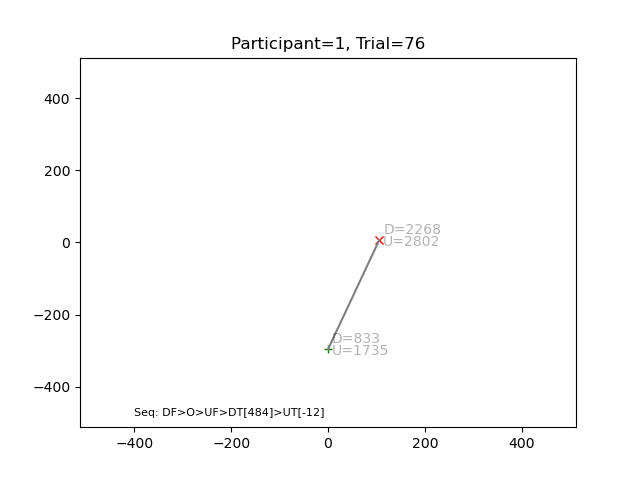 Participant=1, Trial=76
400
200
0
−200
−400
D=2268
U=2802
D=833
U=1735
Seq: DF>O>UF>DT[484]>UT[-12]
−400
−200
0
200
400